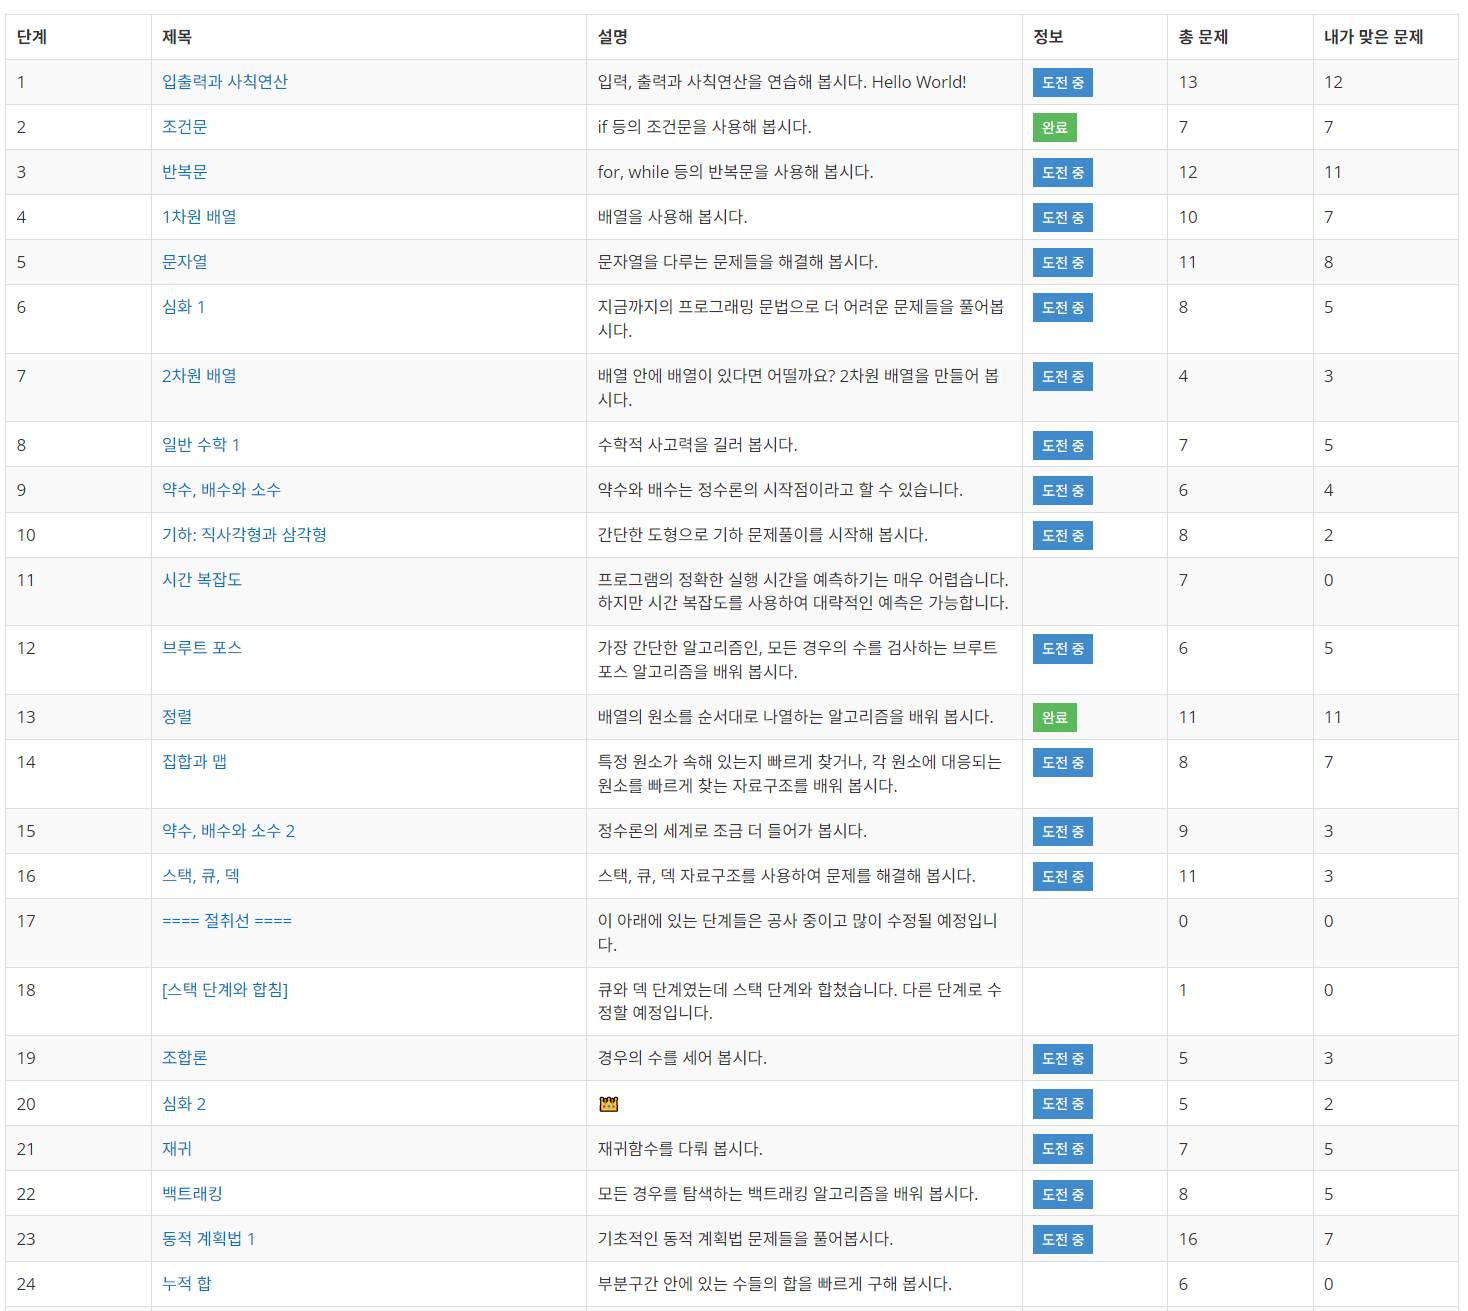 단계 제목 설명 정보 총 문제 내가 맞은 문제
1 입출력과 사칙연산 입력, 출력과 사칙연산을 연습해 봅시다. Hello World! 도전 중 13 12
2 조건문 if 등의 조건문을 사용해 봅시다. 완료 7 7
3 반복문 for, while 등의 반복문을 사용해 봅시다. 도전 중 12 11
4 1차원 배열 배열을 사용해 봅시다. 도전 중 10 7
5 문자열 문자열을 다루는 문제들을 해결해 봅시다. 도전 중 11 8
6 심화 1 지금까지의 프로그래밍 문법으로 더 어려운 문제들을 풀어봅 도전 중 8 5
시다.
7 2차원 배열 배열 안에 배열이 있다면 어떨까요? 2차원 배열을 만들어 봅 도전 중 4 3
시다.
8 일반 수학 1 수학적 사고력을 길러 봅시다. 도전 중 7 5
9 약수, 배수와 소수 약수와 배수는 정수론의 시작점이라고 할 수 있습니다. 도전 중 6 4
10 기하: 직사각형과 삼각형 간단한 도형으로 기하 문제풀이를 시작해 봅시다. 도전 중 8 2
11 시간 복잡도 프로그램의 정확한 실행 시간을 예측하기는 매우 어렵습니다. 7 0
하지만 시간 복잡도를 사용하여 대략적인 예측은 가능합니다.
12 브루트 포스 가장 간단한 알고리즘인, 모든 경우의 수를 검사하는 브루트 도전 중 6 5
포스 알고리즘을 배워 봅시다.
13 정렬 배열의 원소를 순서대로 나열하는 알고리즘을 배워 봅시다. 완료 11 11
14 집합과 맵 특정 원소가 속해 있는지 빠르게 찾거나, 각 원소에 대응되는 도전 중 8 7
원소를 빠르게 찾는 자료구조를 배워 봅시다.
15 약수, 배수와 소수 2 정수론의 세계로 조금 더 들어가 봅시다. 도전 중 9 3
16 스택, 큐, 덱 스택, 큐, 덱 자료구조를 사용하여 문제를 해결해 봅시다. 도전 중 11 3
17 ==== 절취선 ==== 이 아래에 있는 단계들은 공사 중이고 많이 수정될 예정입니 0 0
다.
18 [스택 단계와 합침] 큐와 덱 단계였는데 스택 단계와 합쳤습니다. 다른 단계로 수 1 0
정할 예정입니다.
19 조합론 경우의 수를 세어 봅시다. 도전 중 5 3
20 심화 2 도전 중 5 2
21 재귀 재귀함수를 다뤄 봅시다. 도전 중 7 5
22 백트래킹 모든 경우를 탐색하는 백트래킹 알고리즘을 배워 봅시다. 도전 중 8 5
23 동적 계획법 1 기초적인 동적 계획법 문제들을 풀어봅시다. 도전 중 16 7
24 누적 합 부분구간 안에 있는 수들의 합을 빠르게 구해 봅시다. 6 0